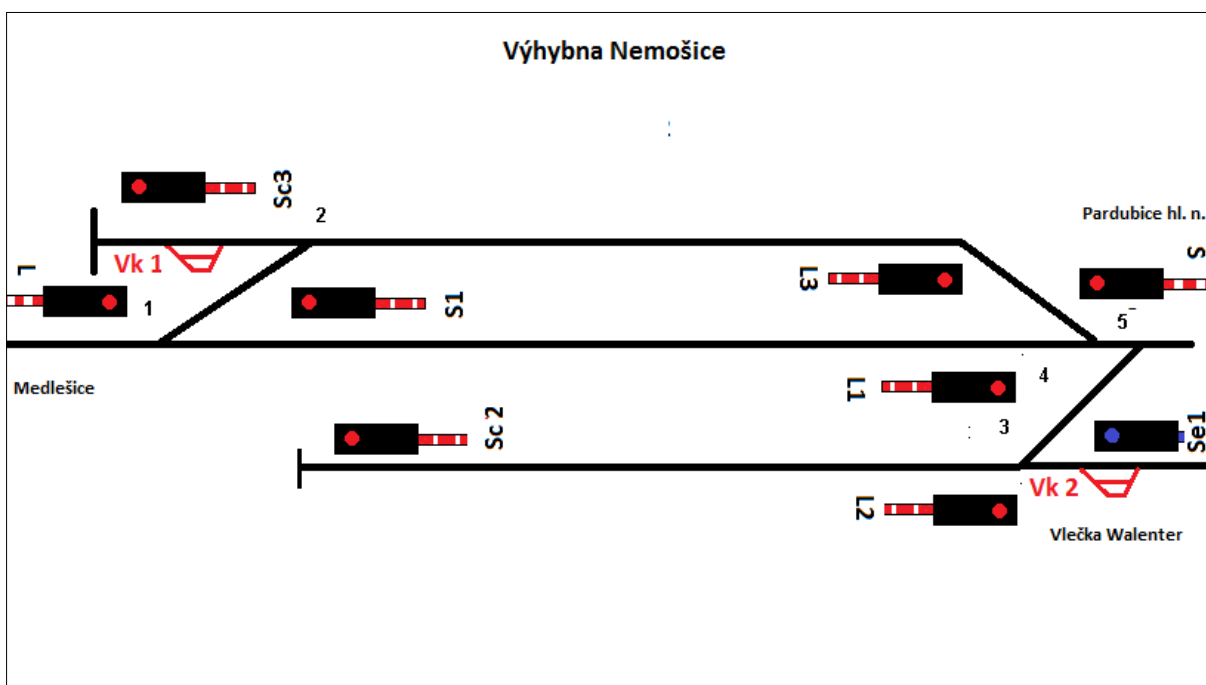 Výhybna Nemošice
Sc3
2
Pardubice hl. n.
Vk 1
L
S
1
S1
L3
5
Medlešice
L1
4
Sc 2
3
Se1
Vk 2
L2
Vlečka Walenter